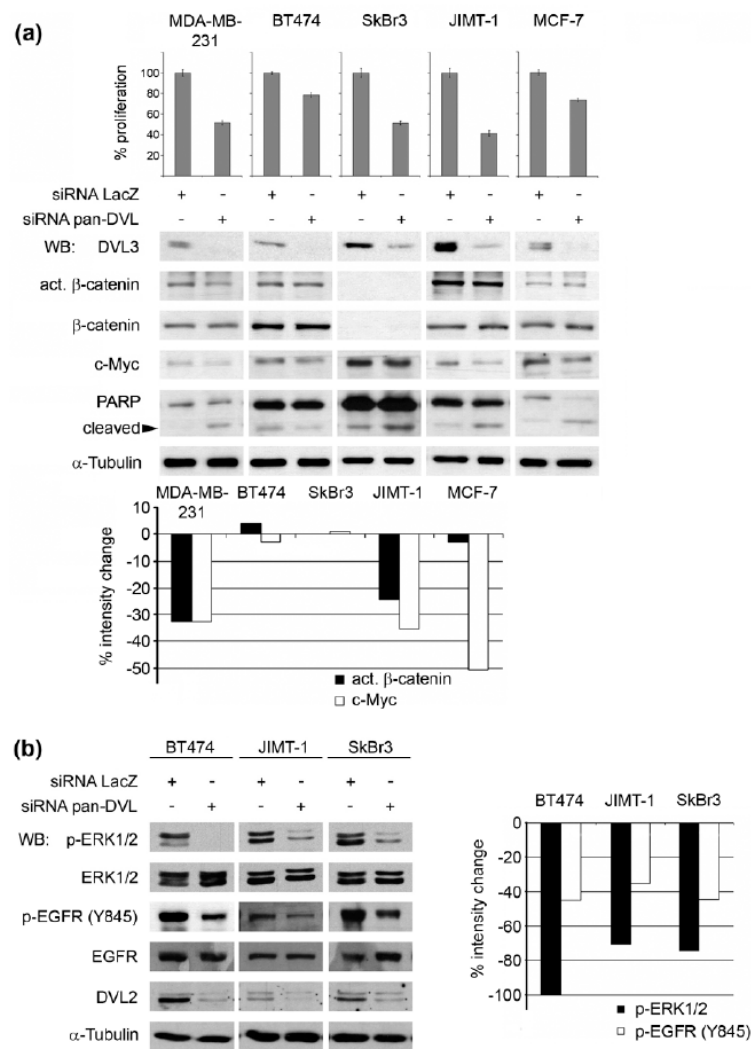 (a)
MDA-MB-231 BT474 SkBr3 JIMT-1 MCF-7
% proliferation
100
80
60
40
20
siRNA LacZ + - + - + - + - + -
siRNA pan-DVL - + - + - + - + - +
WB: DVL3
act. β-catenin
β-catenin
c-Myc
PARP
cleaved
α-Tubulin
MDA-MB-231 BT474 SkBr3 JIMT-1 MCF-7
% intensity change
10
0
-10
-20
-30
-40
-50
act. β-catenin
c-Myc
(b)
BT474 JIMT-1 SkBr3
siRNA LacZ + - + - + -
siRNA pan-DVL - + - + - +
WB: p-ERK1/2
ERK1/2
p-EGFR (Y845)
EGFR
DVL2
α-Tubulin
BT474 JIMT-1 SkBr3
% intensity change
0
-20
-40
-60
-80
-100
p-ERK1/2
p-EGFR (Y845)